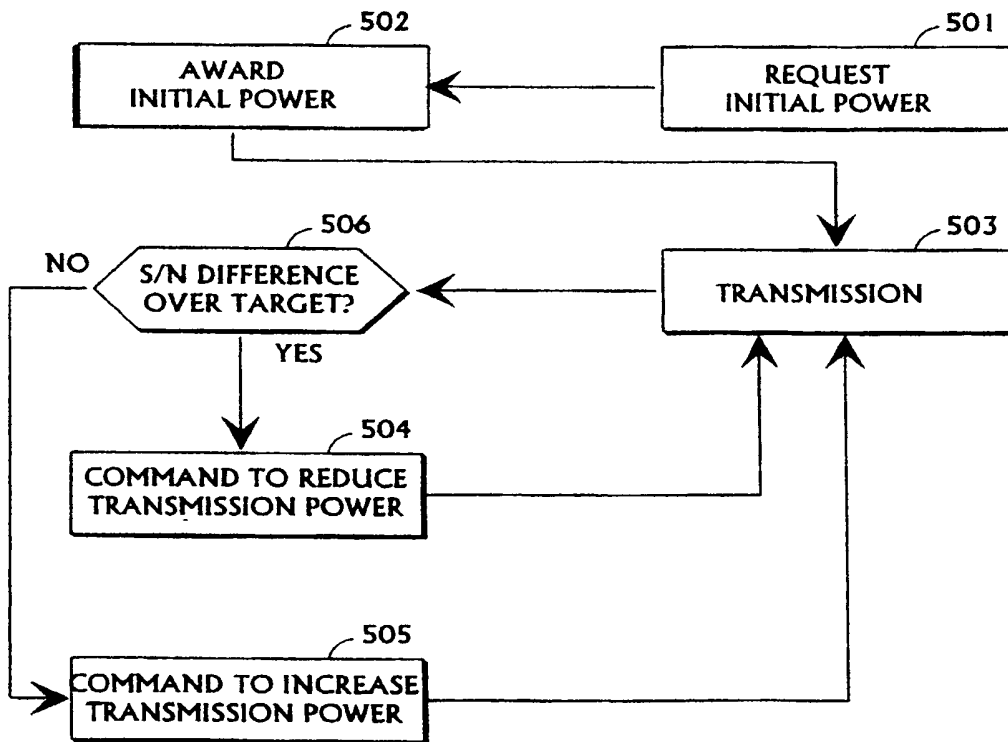 502
AWARD
INITIAL POWER
501
REQUEST
INITIAL POWER
506
NO
S/N DIFFERENCE
OVER TARGET?
YES
503
TRANSMISSION
504
COMMAND TO REDUCE
TRANSMISSION POWER
505
COMMAND TO INCREASE
TRANSMISSION POWER